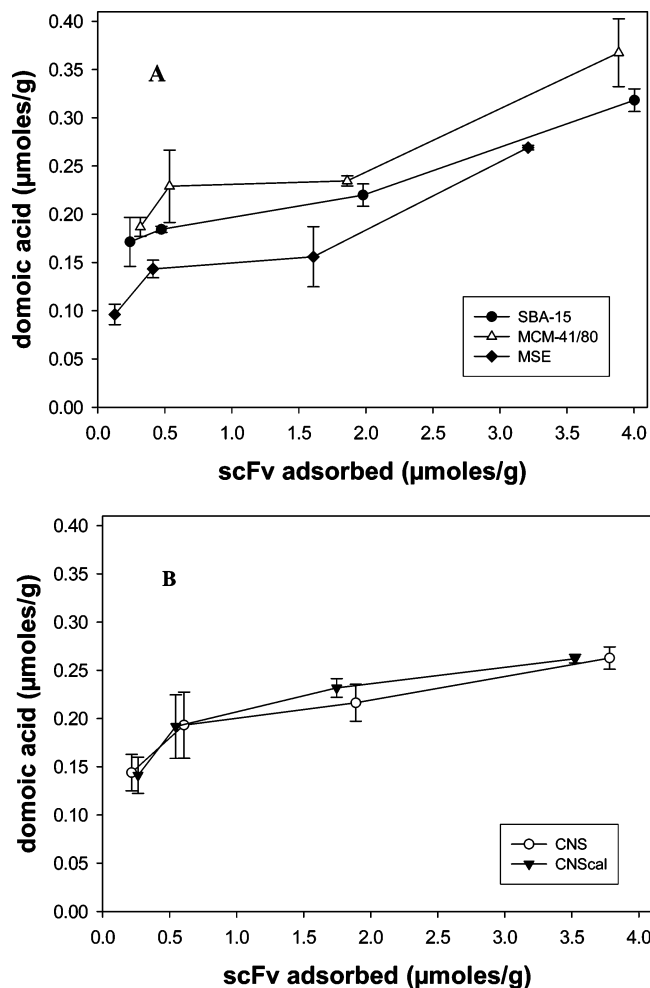 A
domoic acid (µmoles/g)
0.40
0.35
0.30
0.25
0.20
0.15
0.10
0.05
0.00
SBA-15
MCM-41/80
MSE
0.0 0.5 1.0 1.5 2.0 2.5 3.0 3.5 4.0
scFv adsorbed (µmoles/g)
B
domoic acid (µmoles/g)
0.40
0.35
0.30
0.25
0.20
0.15
0.10
0.05
0.00
CNS
CNScal
0.0 0.5 1.0 1.5 2.0 2.5 3.0 3.5 4.0
scFv adsorbed (µmoles/g)